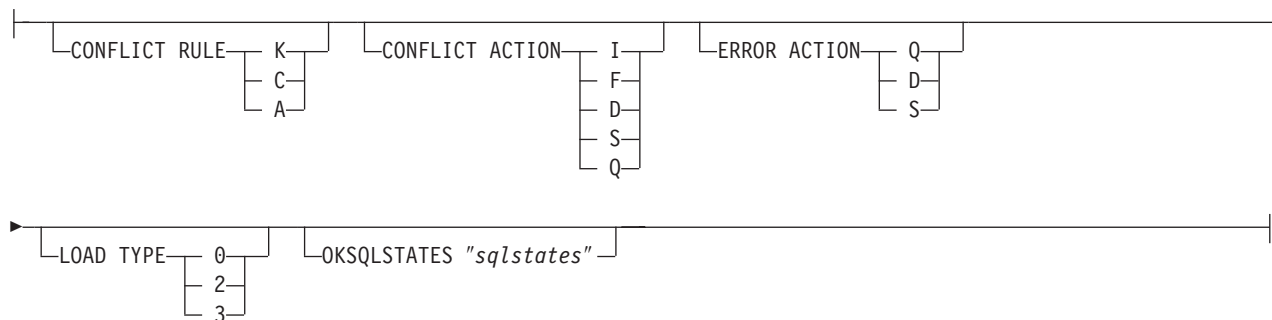 CONFLICT RULE K CONFLICT ACTION I ERROR ACTION Q
C F D
A D S
S
Q
LOAD TYPE 0 OKSQLSTATES "sqlstates"
2
3